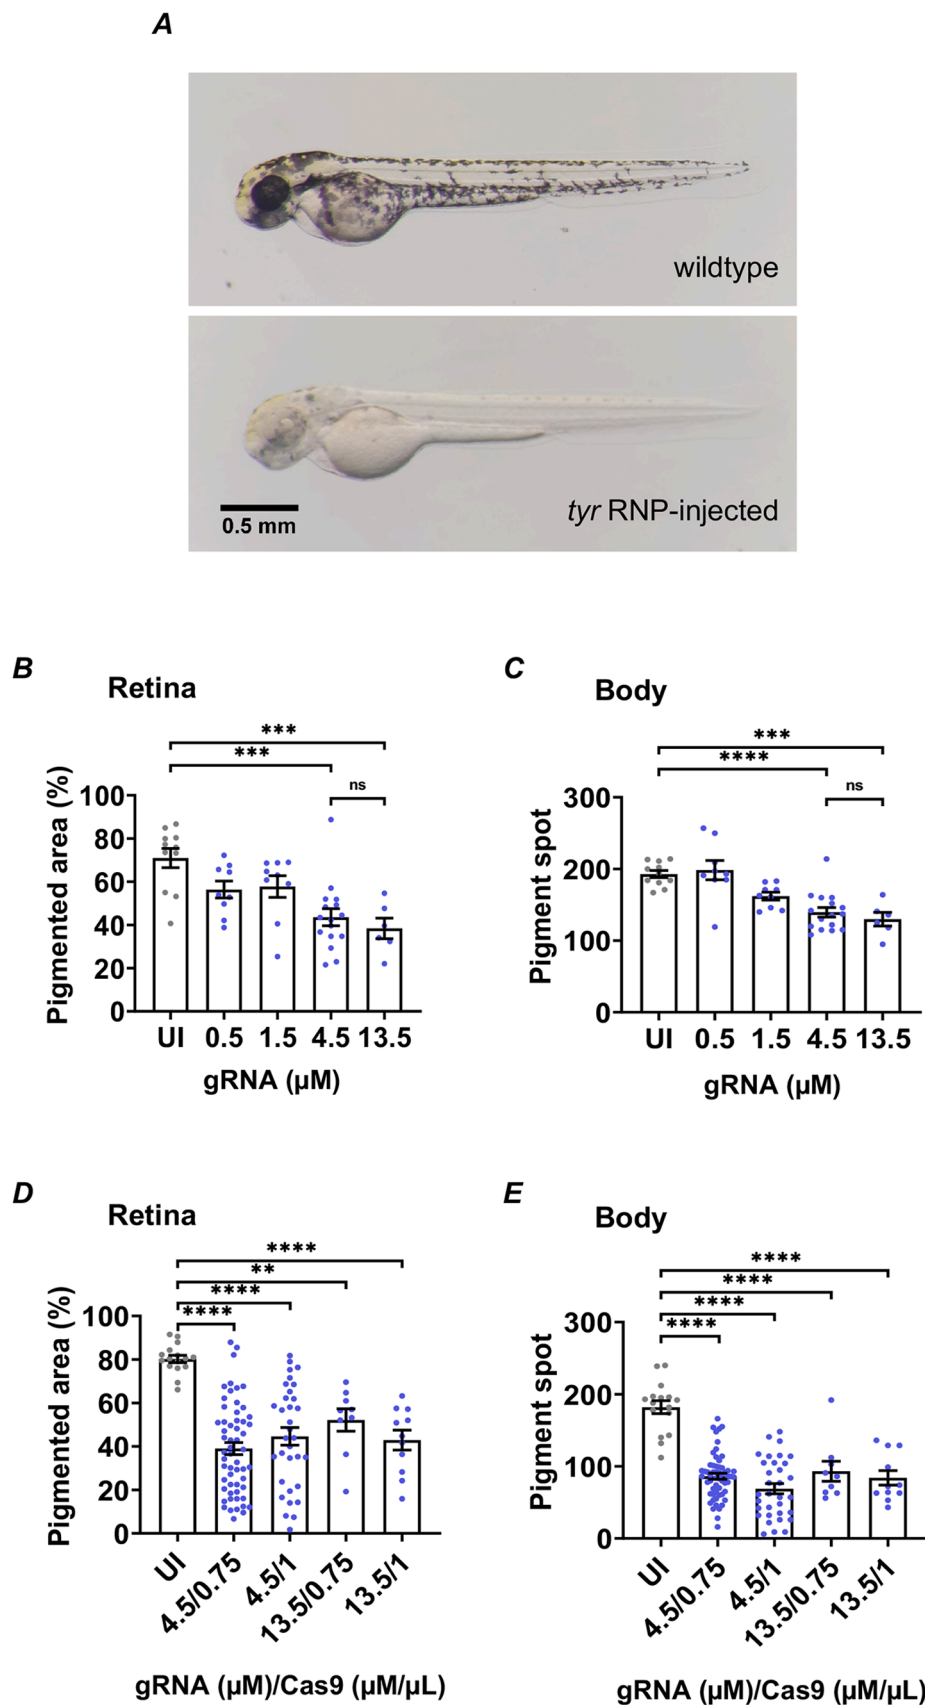 A
wildtype
0.5 mm
tyr RNP-injected
B
Retina
***
***
ns
Pigmented area (%)
100
80
60
40
20
0
UI 0.5 1.5 4.5 13.5
gRNA (µM)
C
Body
***
****
ns
Pigment spot
300
200
100
0
UI 0.5 1.5 4.5 13.5
gRNA (µM)
D
Retina
****
**
****
****
Pigmented area (%)
100
80
60
40
20
0
UI 4.5/0.75 4.5/1 13.5/0.75 13.5/1
gRNA (µM)/Cas9 (µM/µL)
E
Body
****
****
****
****
Pigment spot
300
200
100
0
UI 4.5/0.75 4.5/1 13.5/0.75 13.5/1
gRNA (µM)/Cas9 (µM/µL)